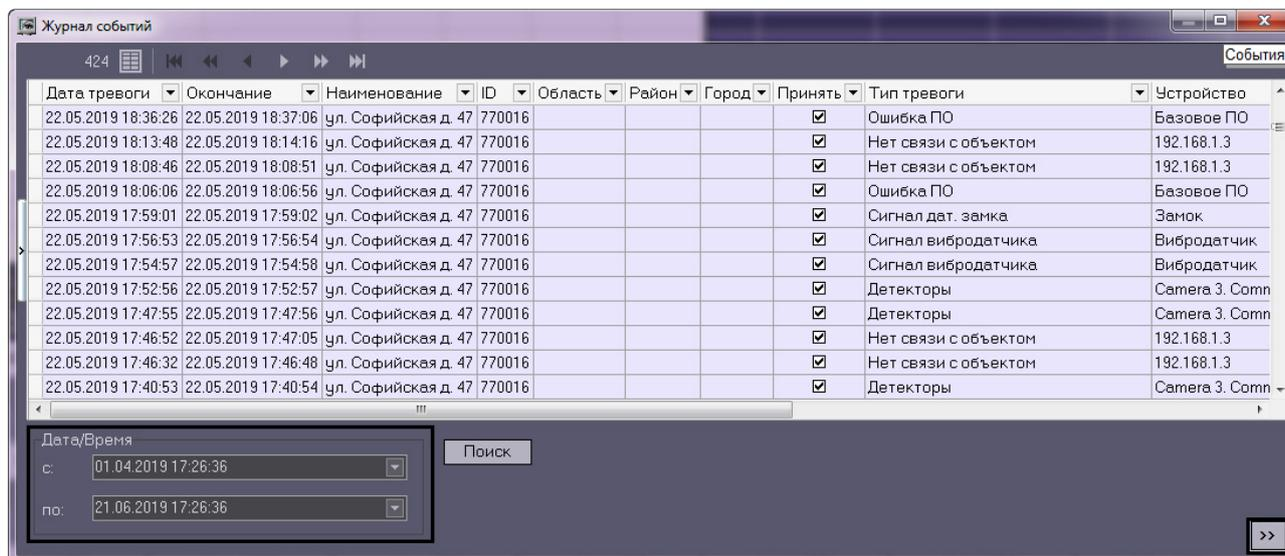 Журнал событий
424
События
Дата тревоги Окончание Наименование ID Область Район Город Принять Тип тревоги Устройство
22.05.2019 18:36:26 22.05.2019 18:37:06 ул. Софийская д. 47 770016 Ошибка ПО Базовое ПО
22.05.2019 18:13:48 22.05.2019 18:14:16 ул. Софийская д. 47 770016 Нет связи с объектом 192.168.1.3
22.05.2019 18:08:46 22.05.2019 18:08:51 ул. Софийская д. 47 770016 Нет связи с объектом 192.168.1.3
22.05.2019 18:06:06 22.05.2019 18:06:56 ул. Софийская д. 47 770016 Ошибка ПО Базовое ПО
22.05.2019 17:59:01 22.05.2019 17:59:02 ул. Софийская д. 47 770016 Сигнал дат. замка Замок
22.05.2019 17:56:53 22.05.2019 17:56:54 ул. Софийская д. 47 770016 Сигнал вибродатчика Вибродатчик
22.05.2019 17:54:57 22.05.2019 17:54:58 ул. Софийская д. 47 770016 Сигнал вибродатчика Вибродатчик
22.05.2019 17:52:56 22.05.2019 17:52:57 ул. Софийская д. 47 770016 Детекторы Camera 3. Comn
22.05.2019 17:47:55 22.05.2019 17:47:56 ул. Софийская д. 47 770016 Детекторы Camera 3. Comn
22.05.2019 17:46:52 22.05.2019 17:47:05 ул. Софийская д. 47 770016 Нет связи с объектом 192.168.1.3
22.05.2019 17:46:32 22.05.2019 17:46:48 ул. Софийская д. 47 770016 Нет связи с объектом 192.168.1.3
22.05.2019 17:40:53 22.05.2019 17:40:54 ул. Софийская д. 47 770016 Детекторы Camera 3. Comn
Дата/Время
с: 01.04.2019 17:26:36
Поиск
по: 21.06.2019 17:26:36
>>